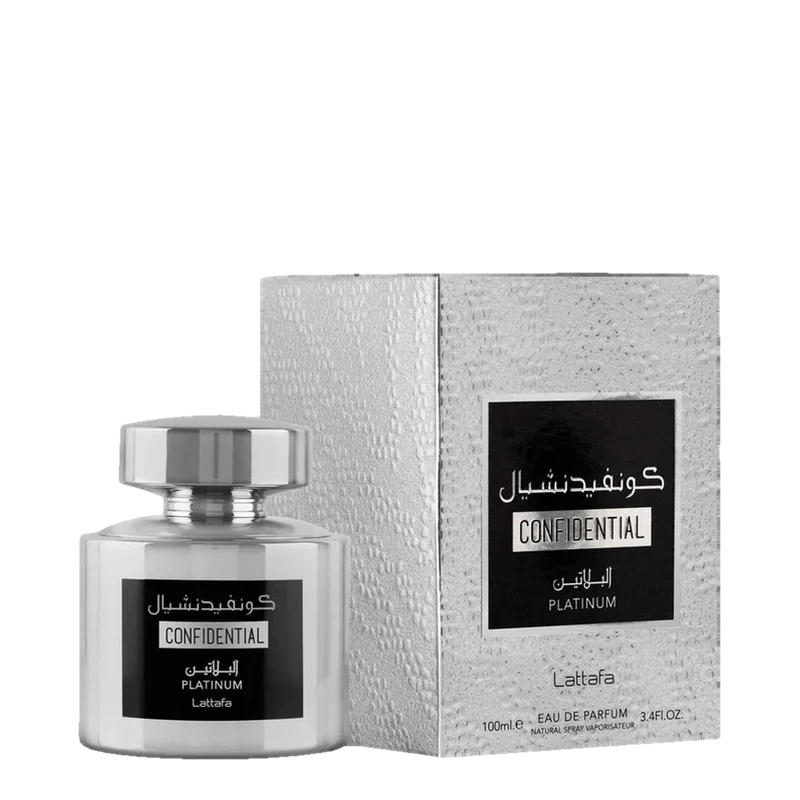 كونفيدنشيال
CONFIDENTIAL
البلاتين
PLATINUM
Lattafa
كونفيدنشيال
CONFIDENTIAL
البلاتين
PLATINUM
Lattafa
100ml.e EAU DE PARFUM 3.4Fl.OZ.
NATURAL SPRAY VAPORISATEUR